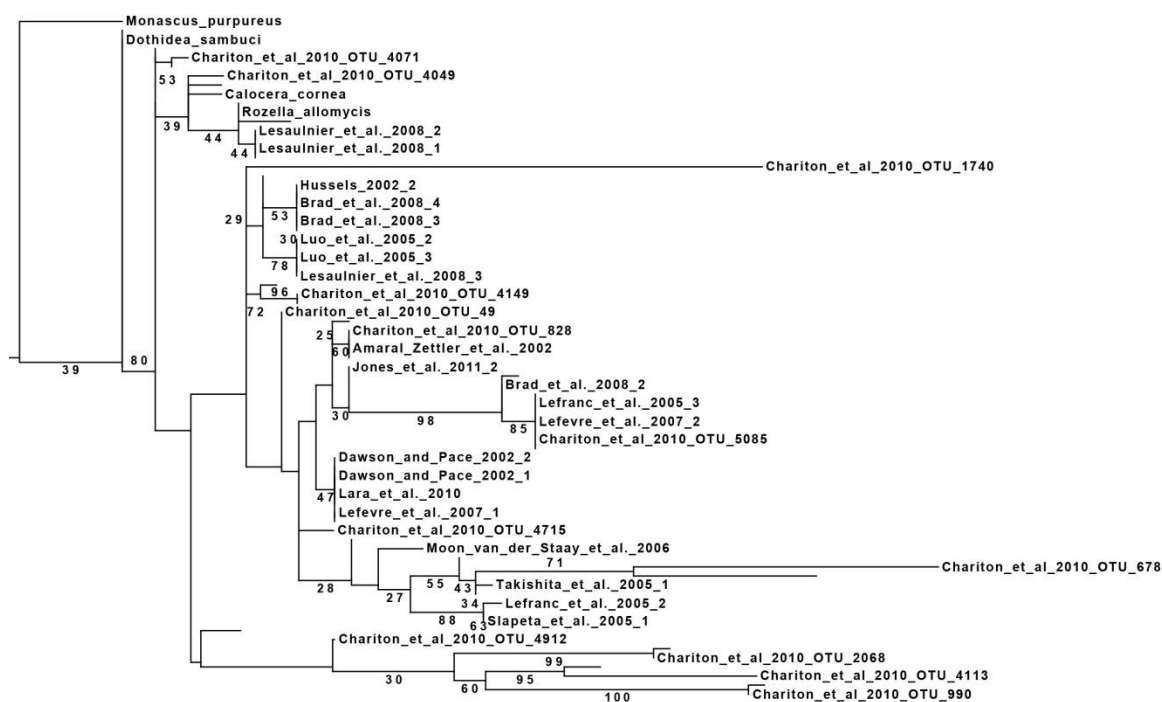 Monascus_purpureus
Dothidea_sambuci
Chariton_et_al_2010_OTU_4071
53
Chariton_et_al_2010_OTU_4049
Calocera_cornea
Rozella_allomycis
39
44
Lesaulnier_et_al._2008_2
44
Lesaulnier_et_al._2008_1
Chariton_et_al_2010_OTU_1740
Hussels_2002_2
29
53
Brad_et_al._2008_4
Brad_et_al._2008_3
30
Luo_et_al._2005_2
78
Luo_et_al._2005_3
Lesaulnier_et_al._2008_3
96
Chariton_et_al_2010_OTU_4149
72
Chariton_et_al_2010_OTU_49
25
Chariton_et_al_2010_OTU_828
60
Amaral_Zettler_et_al._2002
39
80
Jones_et_al._2011_2
Brad_et_al._2008_2
30
98
Lefranc_et_al._2005_3
85
Lefevre_et_al._2007_2
Chariton_et_al_2010_OTU_5085
Dawson_and_Pace_2002_2
Dawson_and_Pace_2002_1
47
Lara_et_al._2010
Lefevre_et_al._2007_1
Chariton_et_al_2010_OTU_4715
Moon_van_der_Staay_et_al._2006
71
Chariton_et_al_2010_OTU_678
28
27
55
43
Takishita_et_al._2005_1
34
Lefranc_et_al._2005_2
88
63
Slapeta_et_al._2005_1
Chariton_et_al_2010_OTU_4912
99
Chariton_et_al_2010_OTU_2068
30
60
95
Chariton_et_al_2010_OTU_4113
100
Chariton_et_al_2010_OTU_990